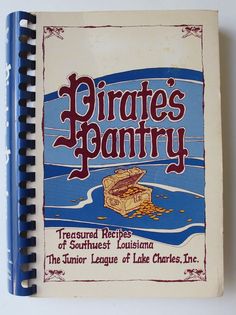 Pirate's
Pantry
Treasured Recipes
of Southwest Louisiana
The Junior League of Lake Charles, Inc.